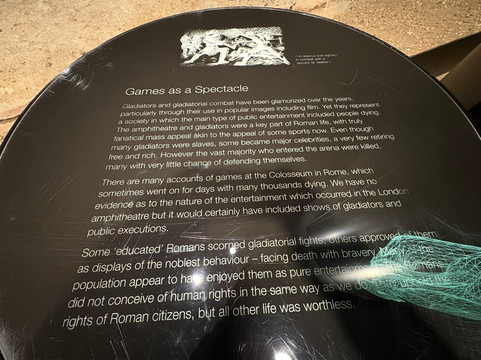 Games as a Spectacle
Gladiators and gladiatorial combat have been glamorized over the years,
particularly through their use in popular images including film. Yet they represent
a society in which the main type of public entertainment included people dying.
The amphitheatre and gladiators were a key part of Roman life, with truly
fanatical mass appeal akin to the appeal of some sports now. Even though
many gladiators were slaves, some became major celebrities, a very few retiring
free and rich. However the vast majority who entered the arena were killed,
many with very little chance of defending themselves.
There are many accounts of games at the Colosseum in Rome, which
sometimes went on for days with many thousands dying. We have no
evidence as to the nature of the entertainment which occurred in the London
amphitheatre but it would certainly have included shows of gladiators and
public executions.
Some 'educated' Romans scorned gladiatorial fights, others approved of them
as displays of the noblest behaviour – facing death with bravery. Most of the
population appear to have enjoyed them as pure entertainment. The Romans
did not conceive of human rights in the same way as we do. They the
rights of Roman citizens, but all other life was worthless.